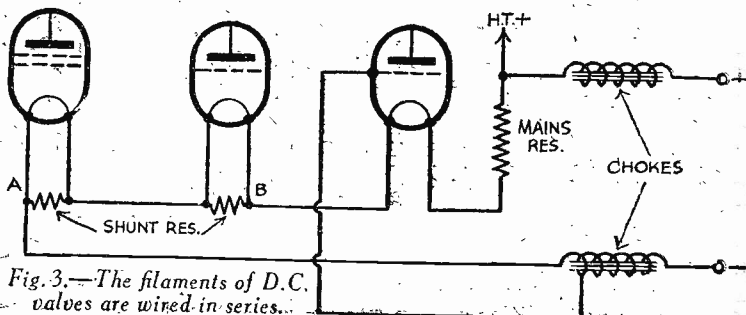 H.T.+
MAINS
RES.
CHOKES
A
B
SHUNT RES.
Fig. 3.—The filaments of D.C.
valves are wired in series.